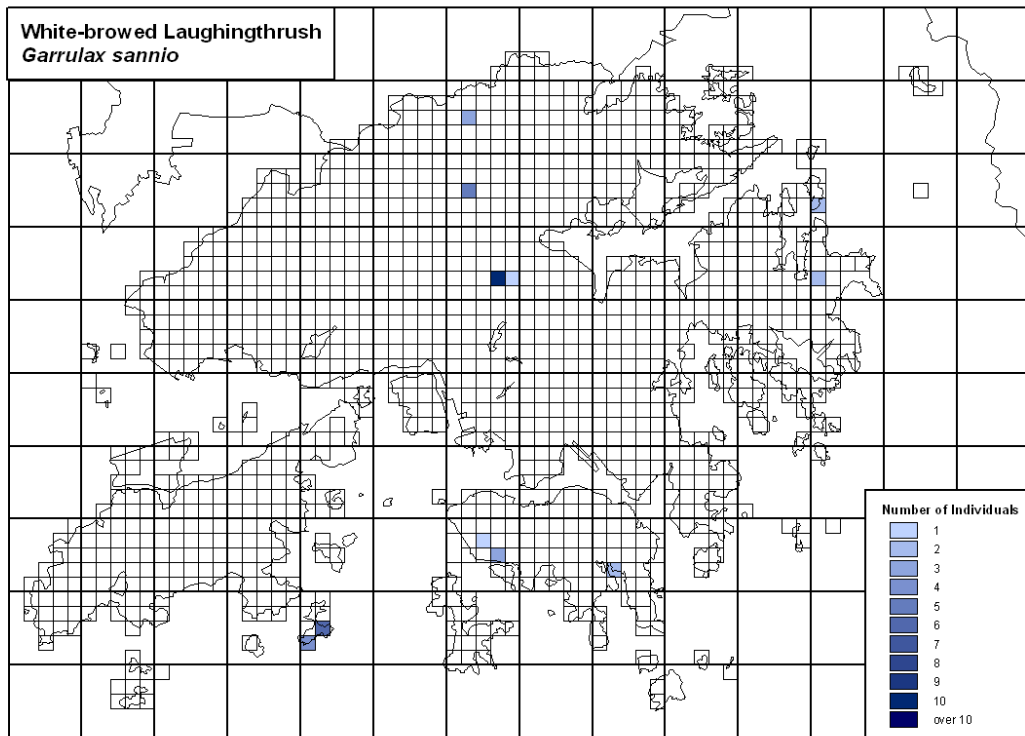 White-browed Laughingthrush
Garrulax sannio
Number of Individuals
1
2
3
4
5
6
7
8
9
10
over 10